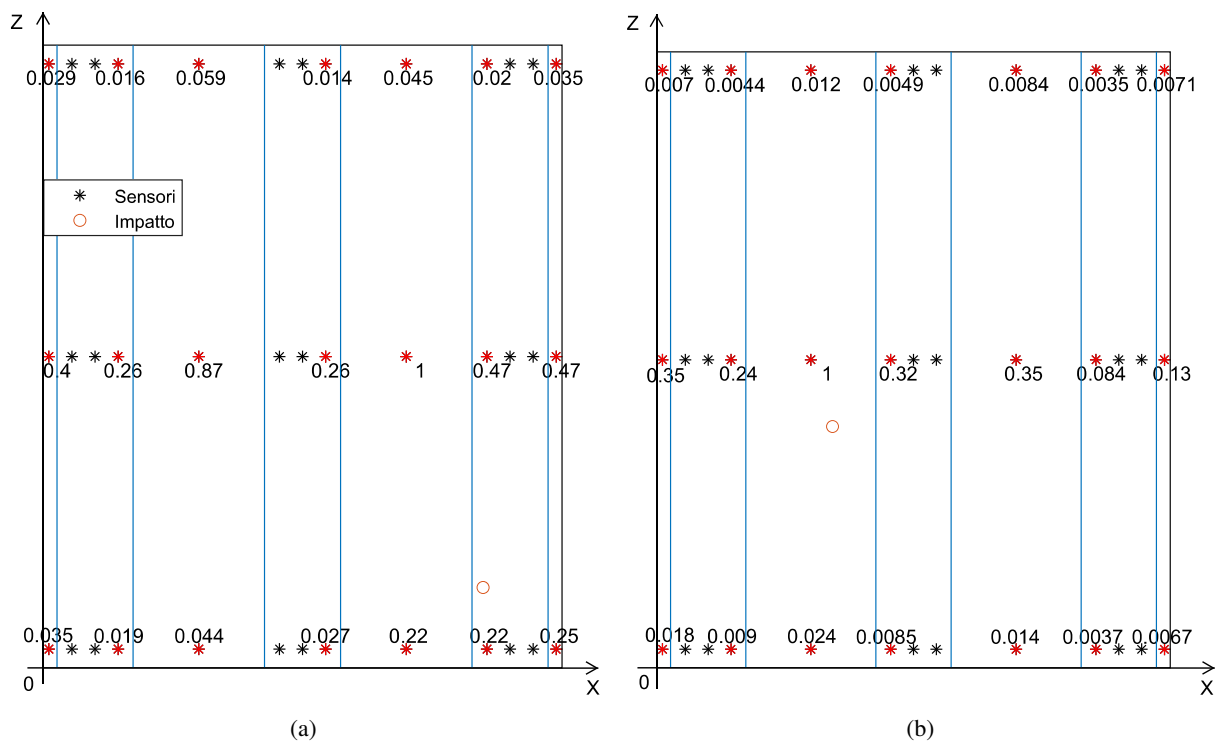 Z
0.029 0.016 0.059 0.014 0.045 0.02 0.035
Sensori
Impatto
0.4 0.26 0.87 0.26 1 0.47 0.47
0.035 0.019 0.044 0.027 0.22 0.22 0.25
0
X
(a)
Z
0.007 0.0044 0.012 0.0049 0.0084 0.0035 0.0071
0.35 0.24 1 0.32 0.35 0.084 0.13
0.018 0.009 0.024 0.0085 0.014 0.0037 0.0067
0
X
(b)